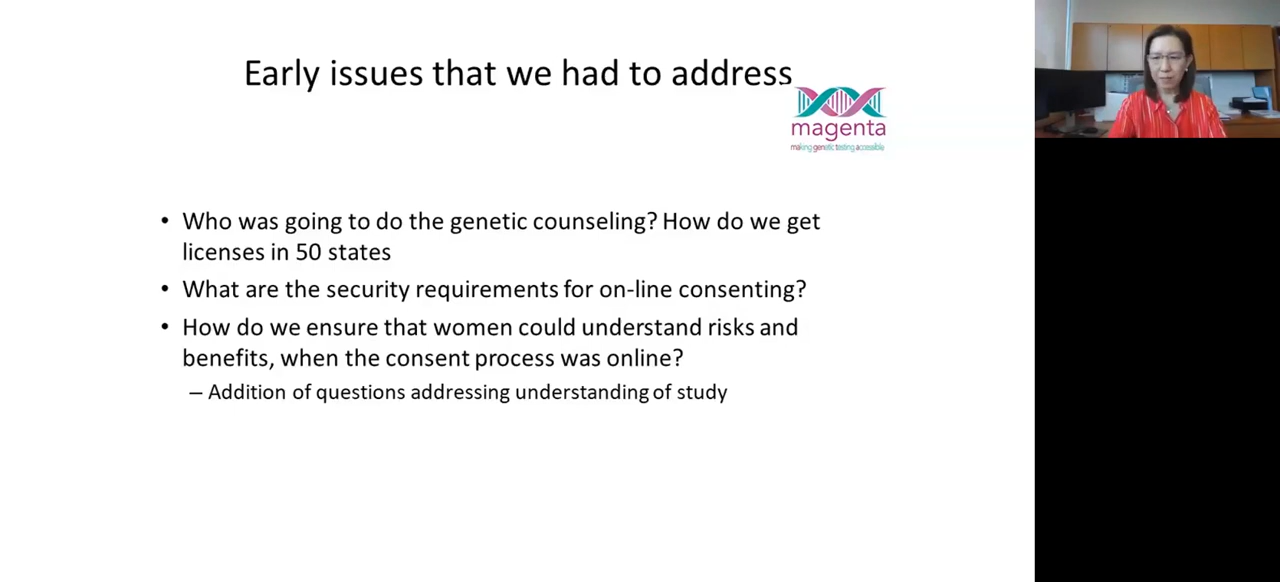 Early issues that we had to address
magenta
making genetic testing accessible
• Who was going to do the genetic counseling? How do we get
licenses in 50 states
• What are the security requirements for on-line consenting?
• How do we ensure that women could understand risks and
benefits, when the consent process was online?
– Addition of questions addressing understanding of study